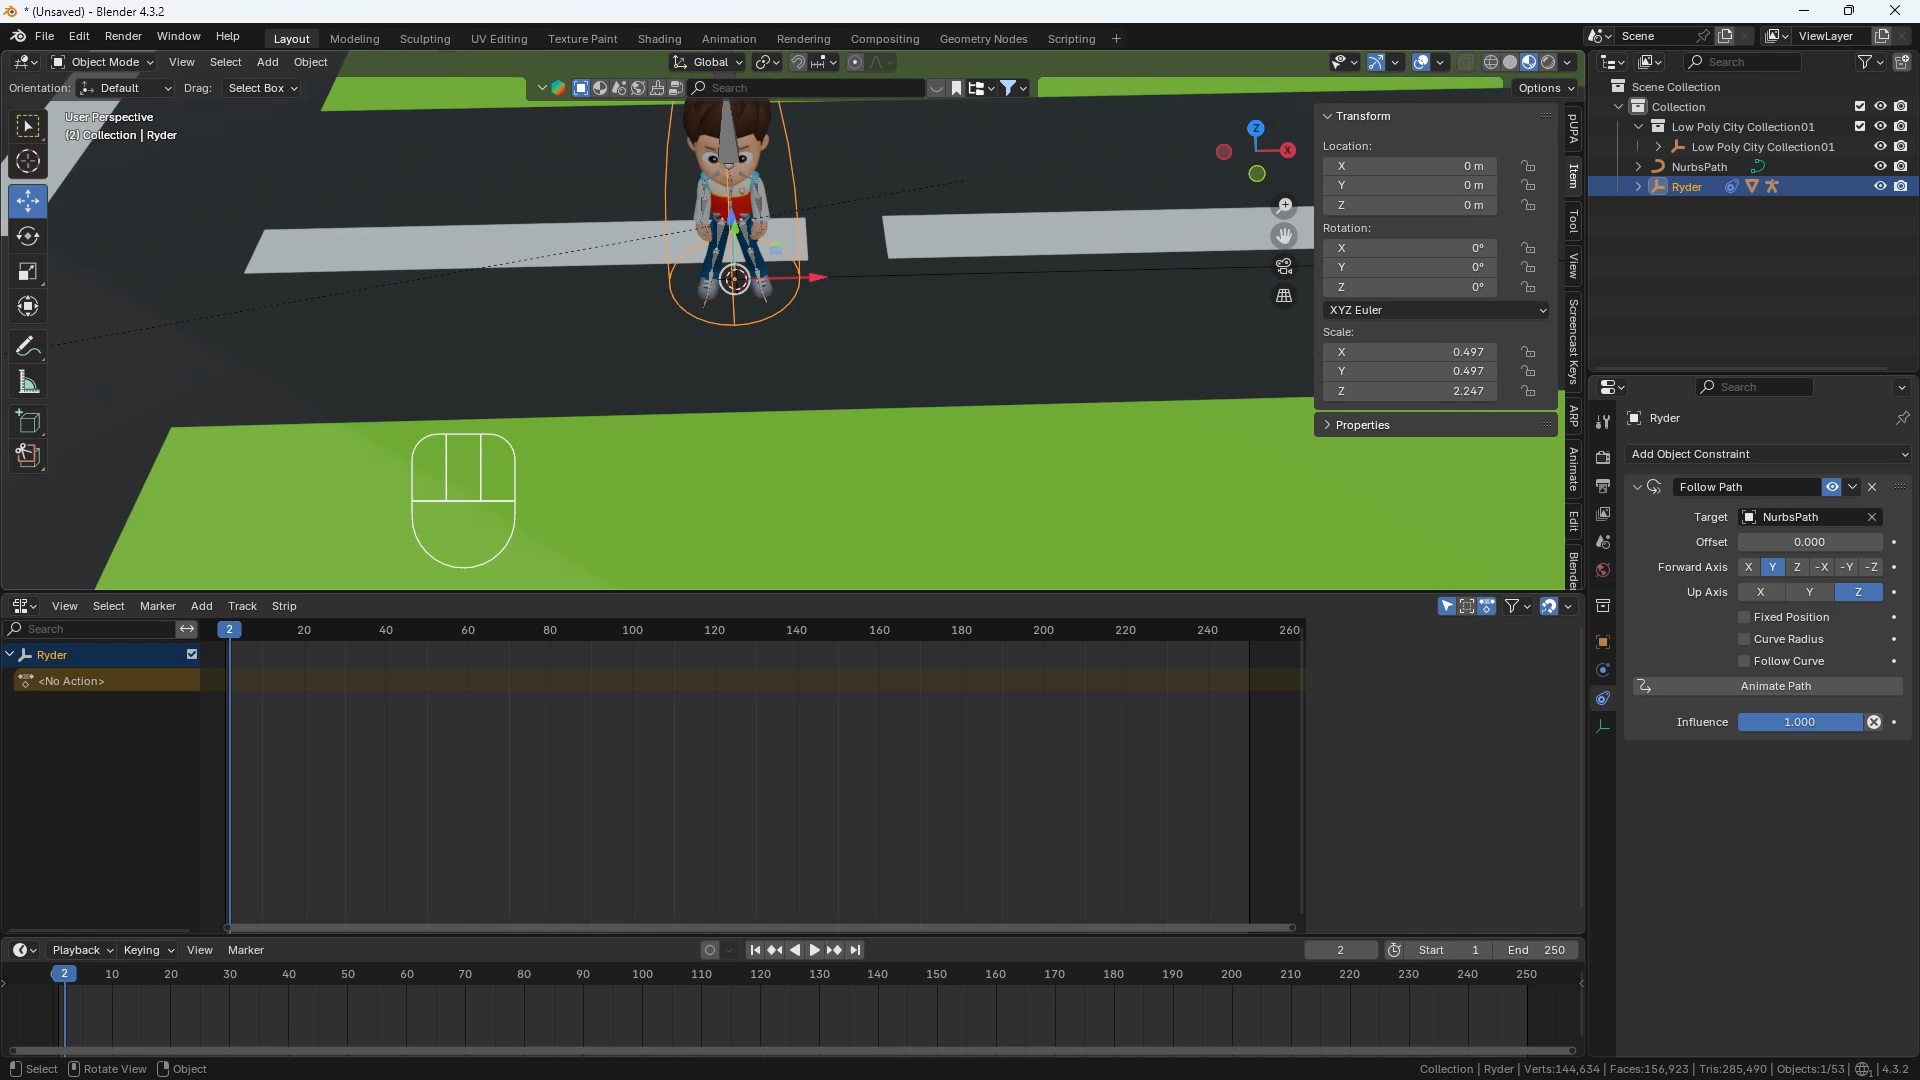 * (Unsaved) - Blender 4.3.2
File Edit Render Window Help
Layout Modeling Sculpting UV Editing Texture Paint Shading Animation Rendering Compositing Geometry Nodes Scripting +
Scene
ViewLayer
Object Mode View Select Add Object
Global
Orientation: Default Drag: Select Box
Search
Options
User Perspective
(2) Collection | Ryder
Z
X
Transform
Location:
X 0 m
Y 0 m
Z 0 m
Rotation:
X 0°
Y 0°
Z 0°
XYZ Euler
Scale:
X 0.497
Y 0.497
Z 2.247
Properties
pUPA
Item
Tool
View
Screencast Keys
ARP
Animate
Edit
Blende
Search
Scene Collection
Collection
Low Poly City Collection01
Low Poly City Collection01
NurbsPath
Ryder
Search
Ryder
Add Object Constraint
Follow Path
Target NurbsPath
Offset 0.000
Forward Axis X Y Z -X -Y -Z
Up Axis X Y Z
Fixed Position
Curve Radius
Follow Curve
Animate Path
Influence 1.000
View Select Marker Add Track Strip
Search
2 20 40 60 80 100 120 140 160 180 200 220 240 260
Ryder
<No Action>
Playback Keying View Marker
2 Start 1 End 250
2 10 20 30 40 50 60 70 80 90 100 110 120 130 140 150 160 170 180 190 200 210 220 230 240 250
Select Rotate View Object
Collection | Ryder | Verts:144,634 | Faces:156,923 | Tris:285,490 | Objects:1/53 | 4.3.2